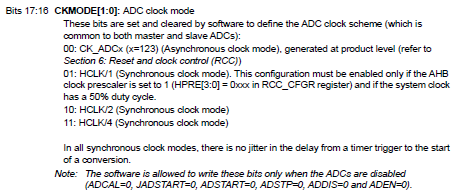 Bits 17:16 CKMODE[1:0]: ADC clock mode
These bits are set and cleared by software to define the ADC clock scheme (which is
common to both master and slave ADCs):
00: CK_ADCx (x=123) (Asynchronous clock mode), generated at product level (refer to
Section 6: Reset and clock control (RCC))
01: HCLK/1 (Synchronous clock mode). This configuration must be enabled only if the AHB
clock prescaler is set to 1 (HPRE[3:0] = 0xxx in RCC_CFGR register) and if the system clock
has a 50% duty cycle.
10: HCLK/2 (Synchronous clock mode)
11: HCLK/4 (Synchronous clock mode)
In all synchronous clock modes, there is no jitter in the delay from a timer trigger to the start
of a conversion.
Note: The software is allowed to write these bits only when the ADCs are disabled
(ADCAL=0, JADSTART=0, ADSTART=0, ADSTP=0, ADDIS=0 and ADEN=0).